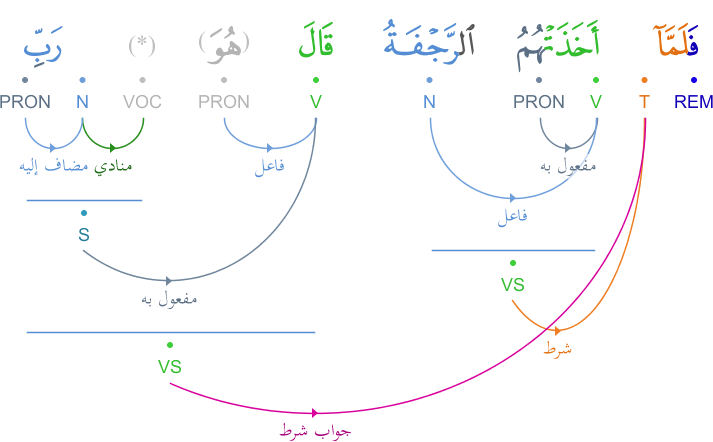 فَلَمَّآ أَخَذَتْهُمُ ٱلرَّجْفَةُ قَالَ (هُوَ) (*) رَبِّ
REM T V PRON N V PRON VOC N PRON
مفعول به فاعل منادي مضاف إليه
فاعل
S
VS
مفعول به
شرط
VS
جواب شرط